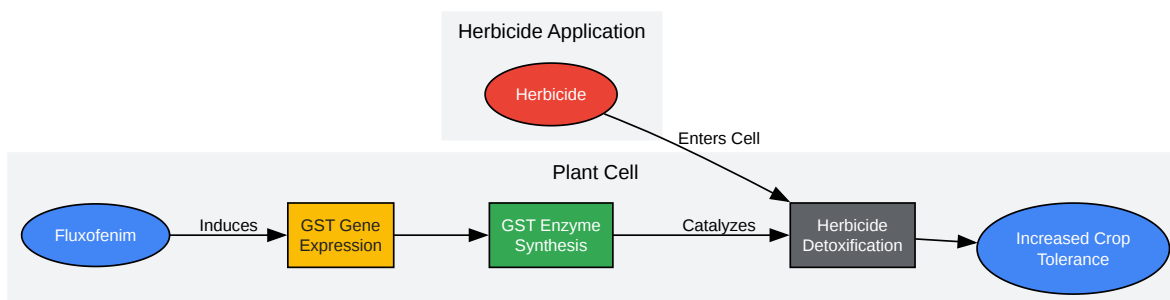 Herbicide Application
Herbicide
Enters Cell
Plant Cell
Fluxofenim
Induces
GST Gene
Expression
GST Enzyme
Synthesis
Catalyzes
Herbicide
Detoxification
Increased Crop
Tolerance